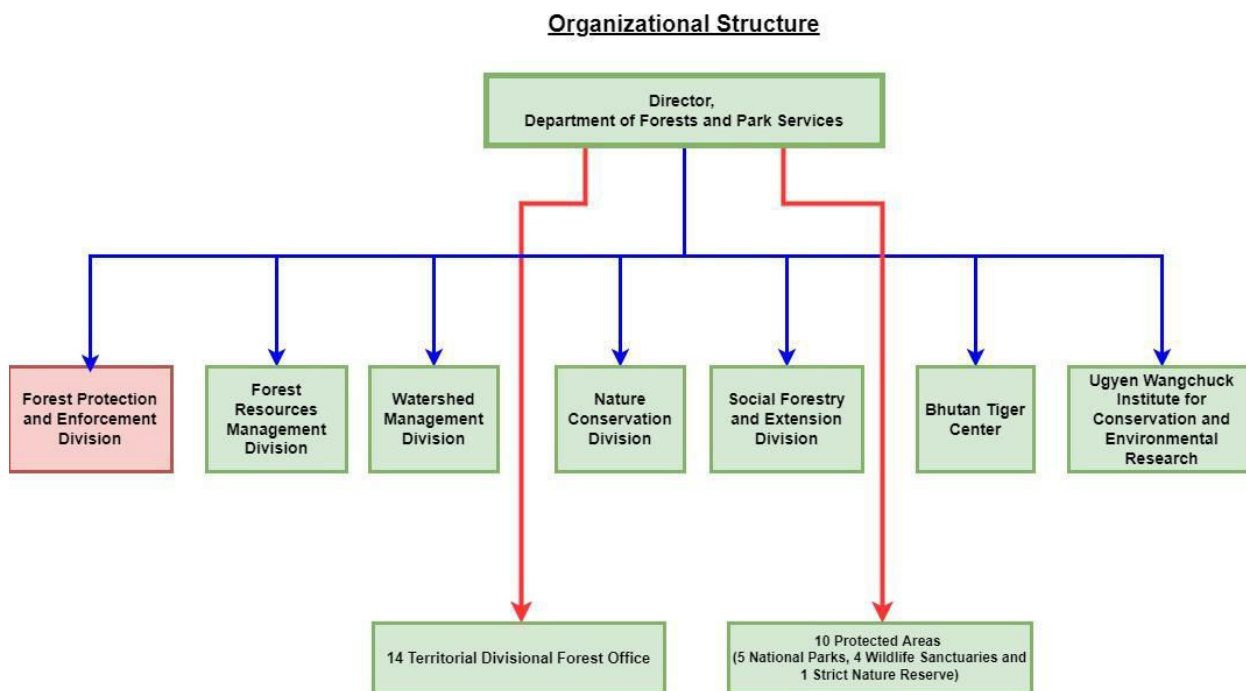 Organizational Structure
Director,
Department of Forests and Park Services
Forest Protection
and Enforcement
Division
Forest
Resources
Management
Division
Watershed
Management
Division
Nature
Conservation
Division
Social Forestry
and Extension
Division
Bhutan Tiger
Center
Ugyen Wangchuck
Institute for
Conservation and
Environmental
Research
14 Territorial Divisional Forest Office
10 Protected Areas
(5 National Parks, 4 Wildlife Sanctuaries and
1 Strict Nature Reserve)